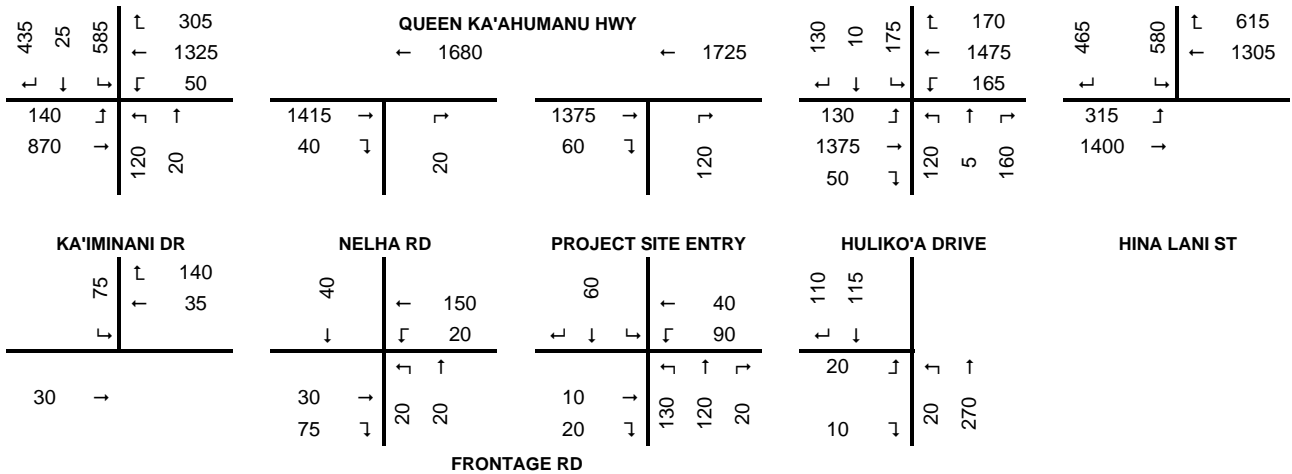 435 25 585 ↰ 305
← 1325
↵ ↓ ↳ ↲ 50
140 ↲ ↰ ↑
870 → 120 20
QUEEN KA'AHUMANU HWY
← 1680
1415 → ↱
40 ↴ 20
← 1725
1375 → ↱
60 ↴ 120
130 10 175 ↰ 170
← 1475
↵ ↓ ↳ ↲ 165
130 ↲ ↰ ↑ ↱
1375 → 120 5 160
50 ↴
465 580 ↰ 615
← 1305
↵ ↳
315 ↲
1400 →
KA'IMINANI DR NELHA RD PROJECT SITE ENTRY HULIKO'A DRIVE HINA LANI ST
75 ↰ 140
← 35
↳
30 →
40
← 150
↓ ↲ 20
↰ ↑
30 → 20 20
75 ↴
60
← 40
↵ ↓ ↳ ↲ 90
↰ ↑ ↱
10 → 130 120 20
20 ↴
110 115
↵ ↓
20 ↲ ↰ ↑
20 270
10 ↴
FRONTAGE RD